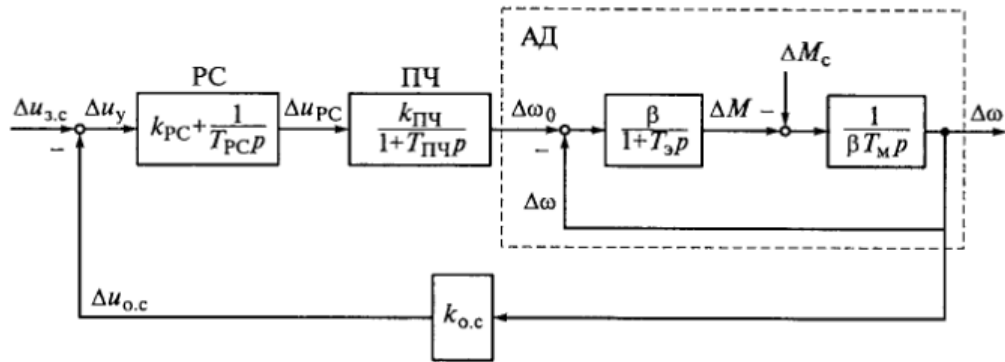 АД
РС
ПЧ
ΔM_с
Δu_з.с
Δu_у
k_РС + 1/(T_РС p)
Δu_РС
k_ПЧ/(1+T_ПЧ p)
Δω_0
β/(1+T_э p)
ΔM
1/(βT_м p)
Δω
−
−
−
Δω
Δu_о.с
k_о.с